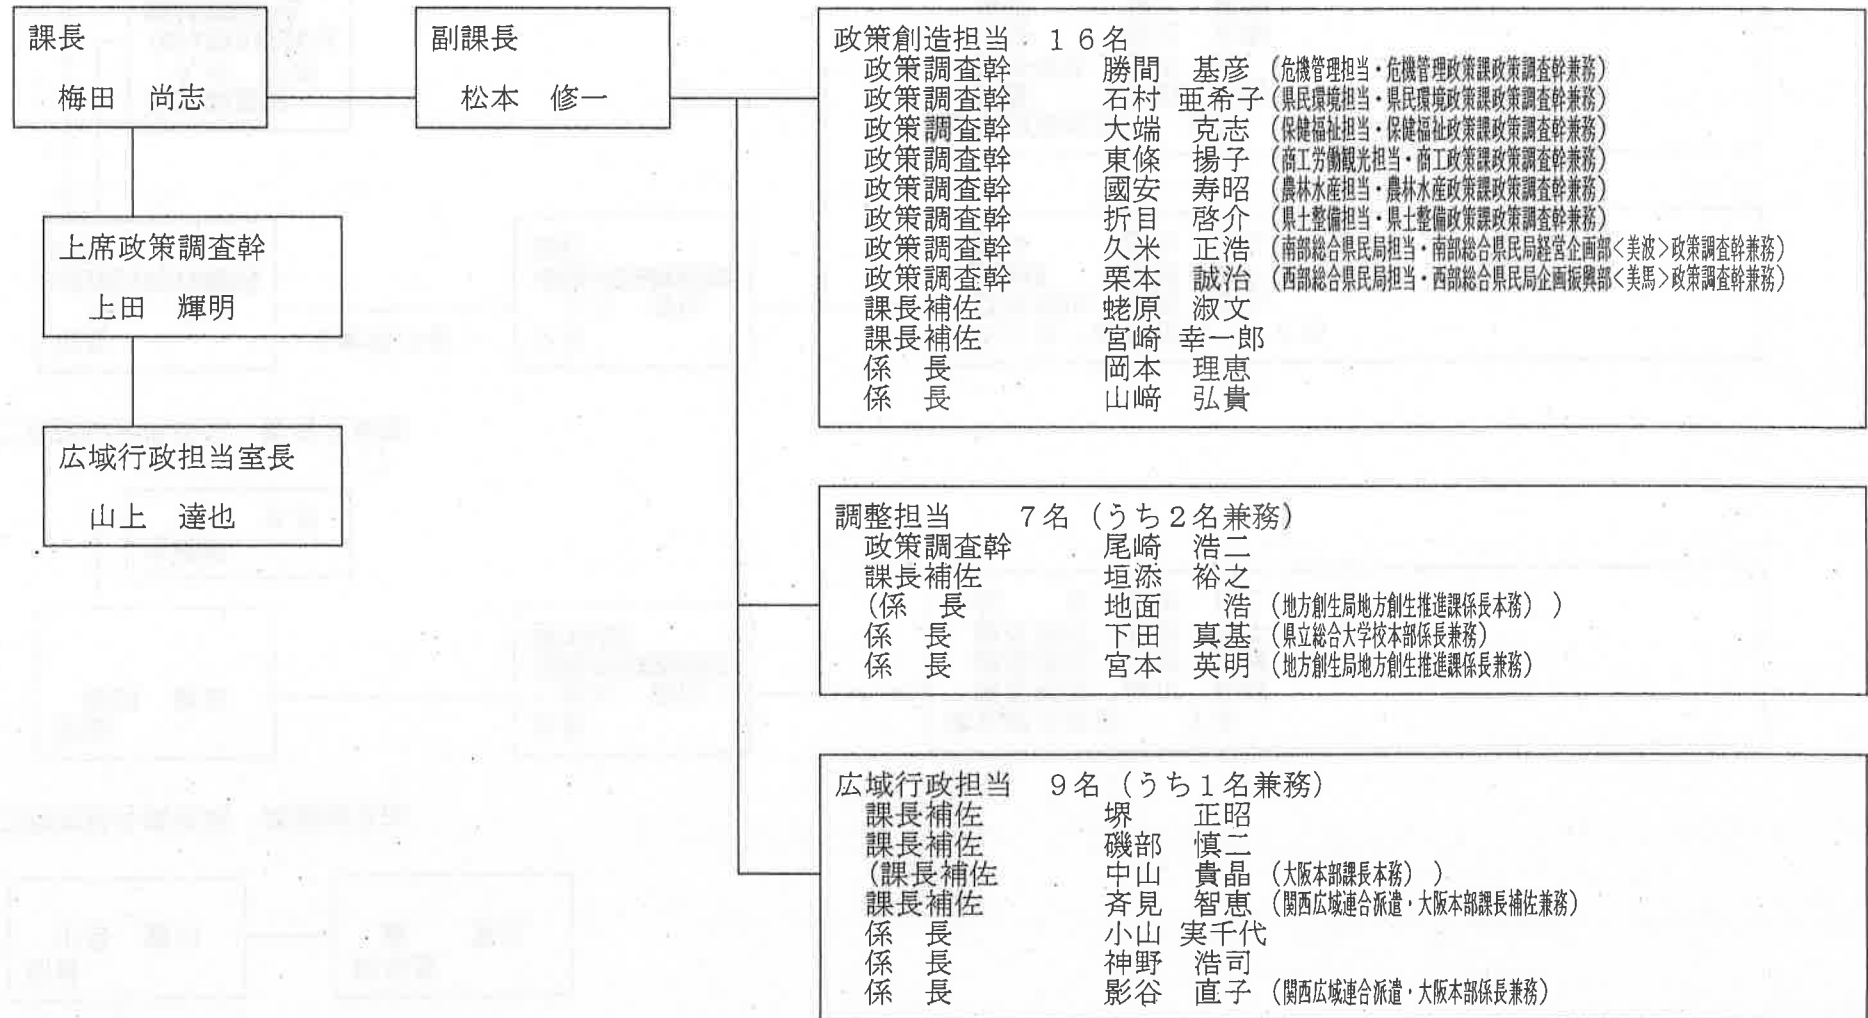 課長
梅田　尚志
副課長
松本　修一
上席政策調査幹
上田　輝明
広域行政担当室長
山上　達也
政策創造担当　１６名
政策調査幹　勝間　基彦（危機管理担当・危機管理政策課政策調査幹兼務）
政策調査幹　石村　亜希子（県民環境担当・県民環境政策課政策調査幹兼務）
政策調査幹　大端　克志（保健福祉担当・保健福祉政策課政策調査幹兼務）
政策調査幹　東條　揚子（商工労働観光担当・商工政策課政策調査幹兼務）
政策調査幹　國安　寿昭（農林水産担当・農林水産政策課政策調査幹兼務）
政策調査幹　折目　啓介（県土整備担当・県土整備政策課政策調査幹兼務）
政策調査幹　久米　正浩（南部総合県民局担当・南部総合県民局経営企画部＜美波＞政策調査幹兼務）
政策調査幹　栗本　誠治（西部総合県民局担当・西部総合県民局企画振興部＜美馬＞政策調査幹兼務）
課長補佐　蛯原　淑文
課長補佐　宮崎　幸一郎
係　長　岡本　理恵
係　長　山﨑　弘貴
調整担当　７名（うち２名兼務）
政策調査幹　尾崎　浩二
課長補佐　垣添　裕之
（係　長　地面　浩（地方創生局地方創生推進課係長本務））
係　長　下田　真基（県立総合大学校本部係長兼務）
係　長　宮本　英明（地方創生局地方創生推進課係長兼務）
広域行政担当　９名（うち１名兼務）
課長補佐　堺　正昭
課長補佐　磯部　慎二
（課長補佐　中山　貴晶（大阪本部課長本務））
課長補佐　斉見　智恵（関西広域連合派遣・大阪本部課長補佐兼務）
係　長　小山　実千代
係　長　神野　浩司
係　長　影谷　直子（関西広域連合派遣・大阪本部係長兼務）